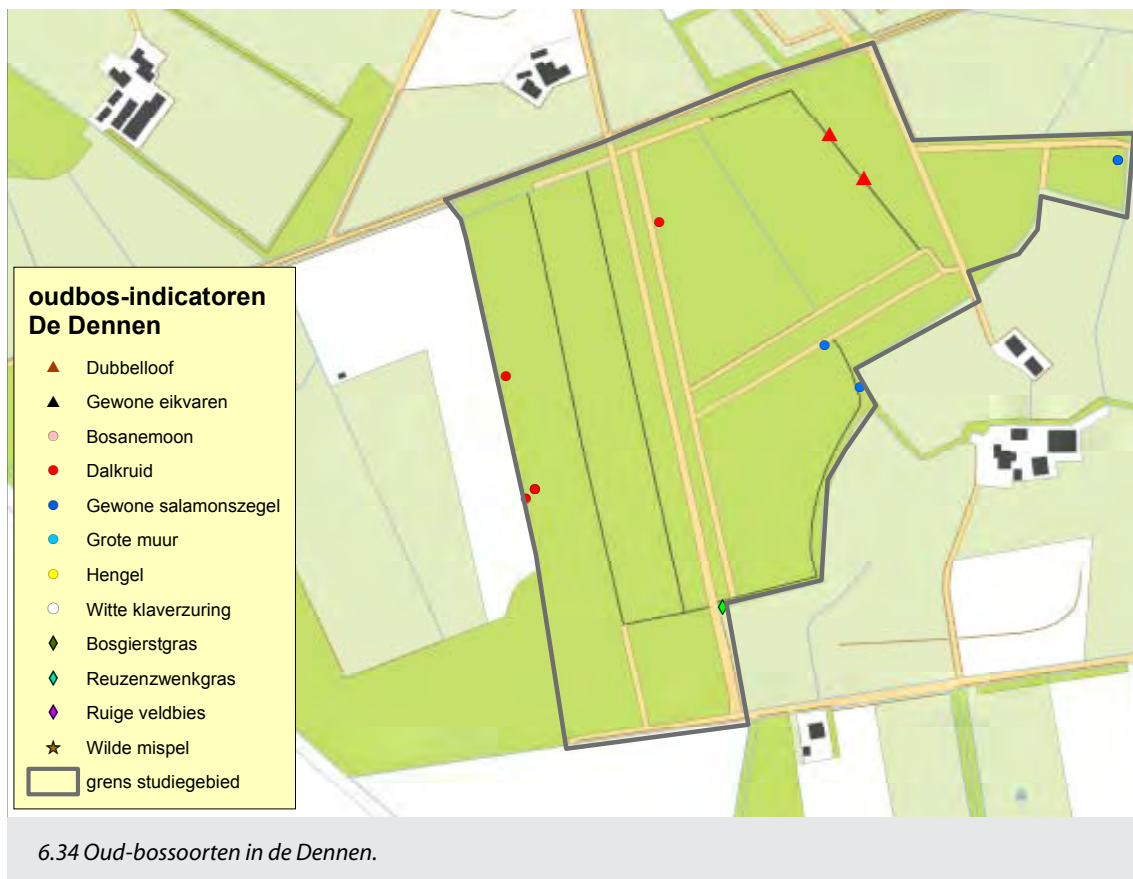 oudbos-indicatoren
De Dennen
Dubbelloof
Gewone eikvaren
Bosanemoon
Dalkruid
Gewone salamonszegel
Grote muur
Hengel
Witte klaverzuring
Bosgierstgras
Reuzenzwenkgras
Ruige veldbies
Wilde mispel
grens studiegebied
6.34 Oud-bossoorten in de Dennen.